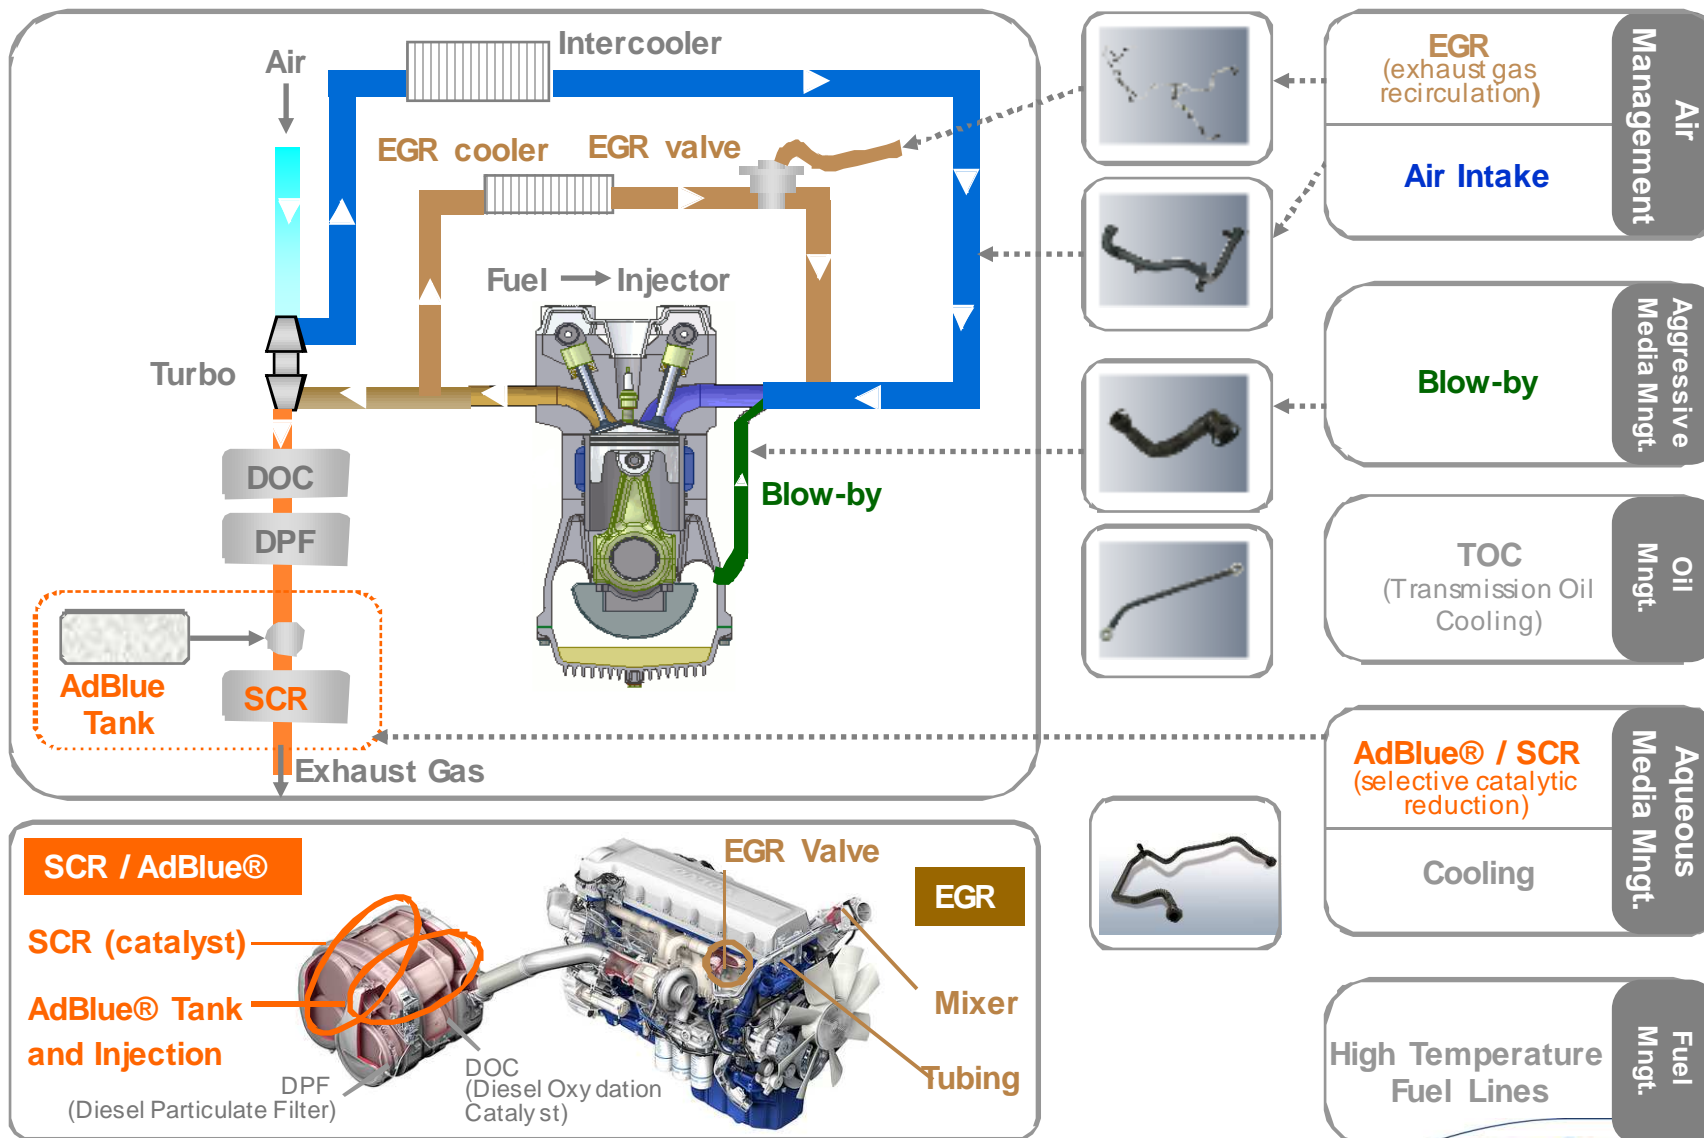 Air
Intercooler
EGR cooler
EGR valve
Fuel
Injector
Turbo
DOC
DPF
Blow-by
AdBlue
Tank
SCR
Exhaust Gas
EGR
(exhaust gas
recirculation)
Air Intake
Air
Management
Blow-by
Aggressive
Media Mngt.
TOC
(Transmission Oil
Cooling)
Oil
Mngt.
AdBlue® / SCR
(selective catalytic
reduction)
Cooling
Aqueous
Media Mngt.
High Temperature
Fuel Lines
Fuel
Mngt.
SCR / AdBlue®
SCR (catalyst)
AdBlue® Tank
and Injection
DPF
(Diesel Particulate Filter)
DOC
(Diesel Oxydation
Catalyst)
EGR Valve
EGR
Mixer
Tubing